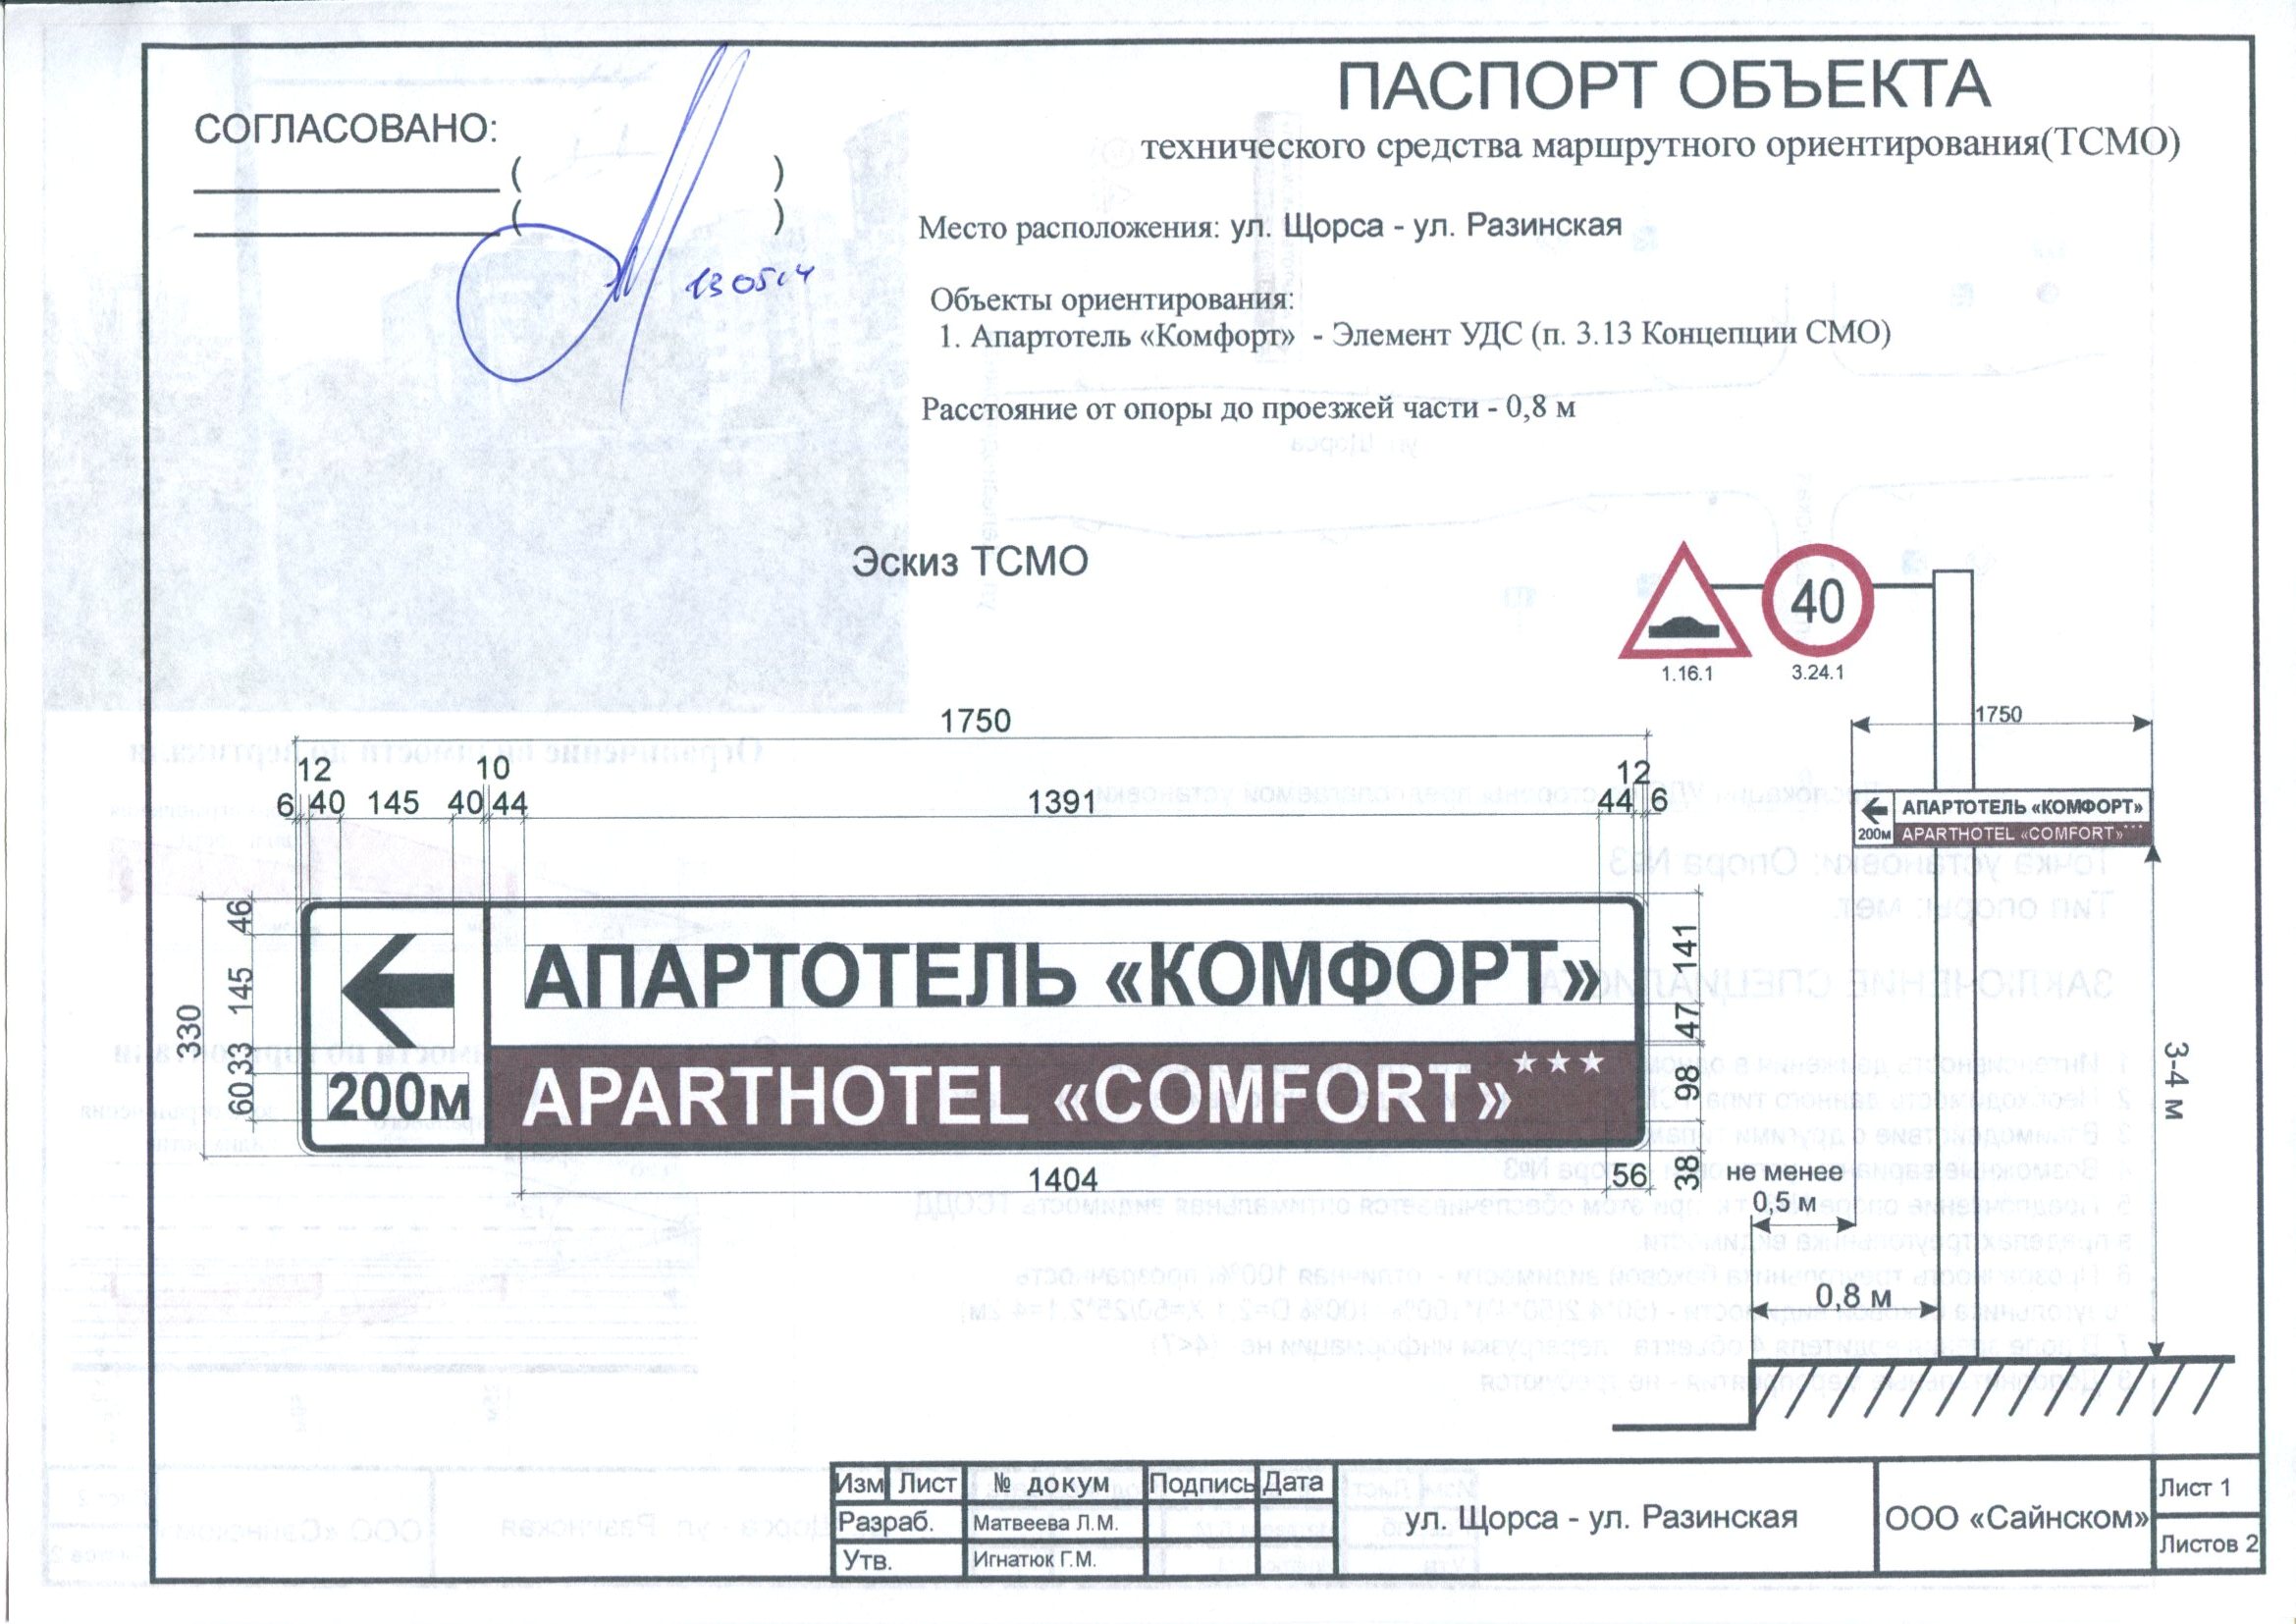 ПАСПОРТ ОБЪЕКТА
технического средства маршрутного ориентирования(ТСМО)
СОГЛАСОВАНО:
( )
( )
130514
Место расположения: ул. Щорса - ул. Разинская
Объекты ориентирования:
1. Апартотель «Комфорт» - Элемент УДС (п. 3.13 Концепции СМО)
Расстояние от опоры до проезжей части - 0,8 м
Эскиз ТСМО
40
1.16.1 3.24.1
1750
1750
12 10 12
6 40 145 40 44 1391 44 6
АПАРТОТЕЛЬ «КОМФОРТ»
200м APARTHOTEL «COMFORT»***
330
46
145
33
60
АПАРТОТЕЛЬ «КОМФОРТ»
200м APARTHOTEL «COMFORT»***
141
47
98
38
1404 56
3-4 м
не менее
0,5 м
0,8 м
Изм Лист № докум Подпись Дата
Разраб. Матвеева Л.М.
Утв. Игнатюк Г.М.
ул. Щорса - ул. Разинская
ООО «Сайнском»
Лист 1
Листов 2